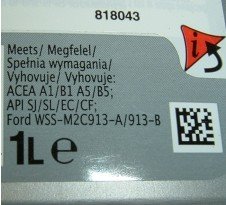 818043
i
Meets/ Megfelel/
Spełnia wymagania/
Vyhovuje/ Vyhovuje:
ACEA A1/B1 A5/B5;
API SJ/SL/EC/CF;
Ford WSS-M2C913-A/913-B
1L e